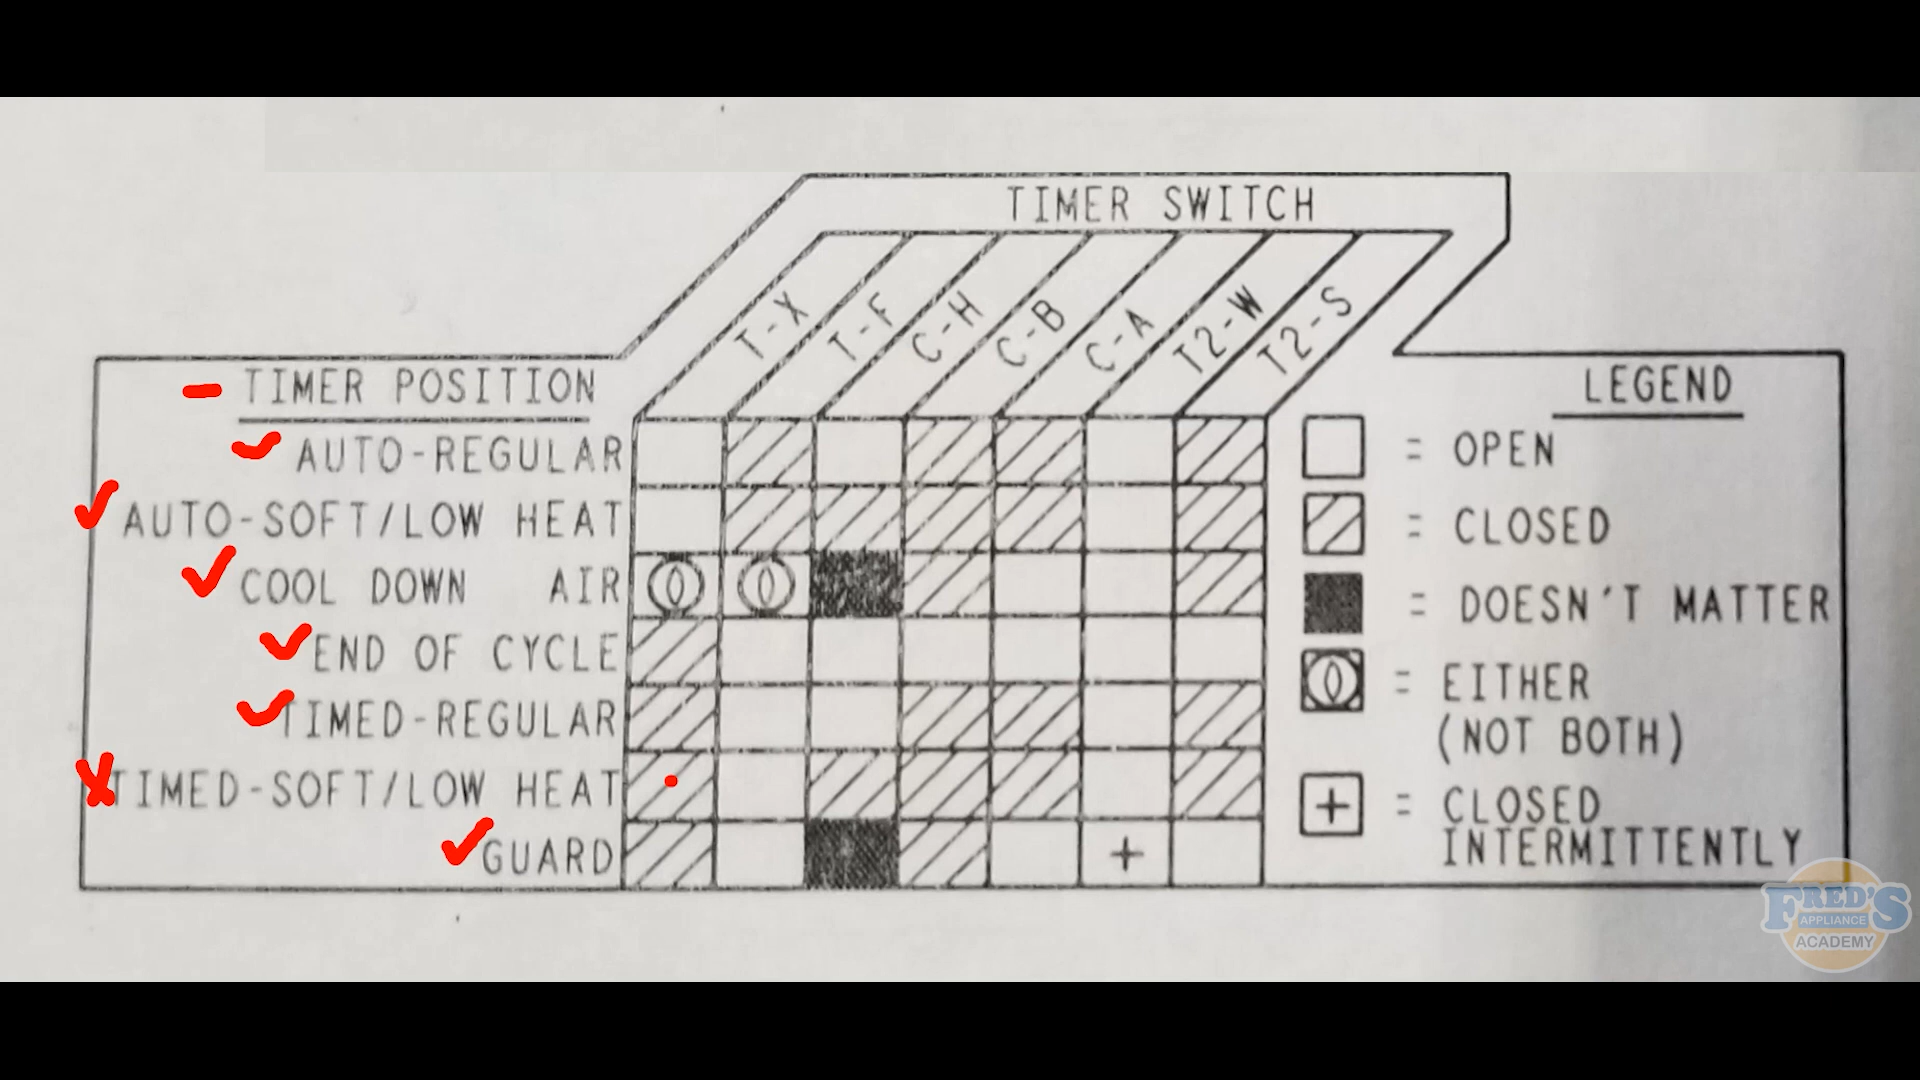 TIMER SWITCH
T-X T-F C-H C-B C-A T2-W T2-S
TIMER POSITION
AUTO-REGULAR
AUTO-SOFT/LOW HEAT
COOL DOWN AIR
END OF CYCLE
TIMED-REGULAR
TIMED-SOFT/LOW HEAT
GUARD
+
LEGEND
= OPEN
= CLOSED
= DOESN'T MATTER
= EITHER
(NOT BOTH)
+ = CLOSED
INTERMITTENTLY
FRED'S
APPLIANCE
ACADEMY